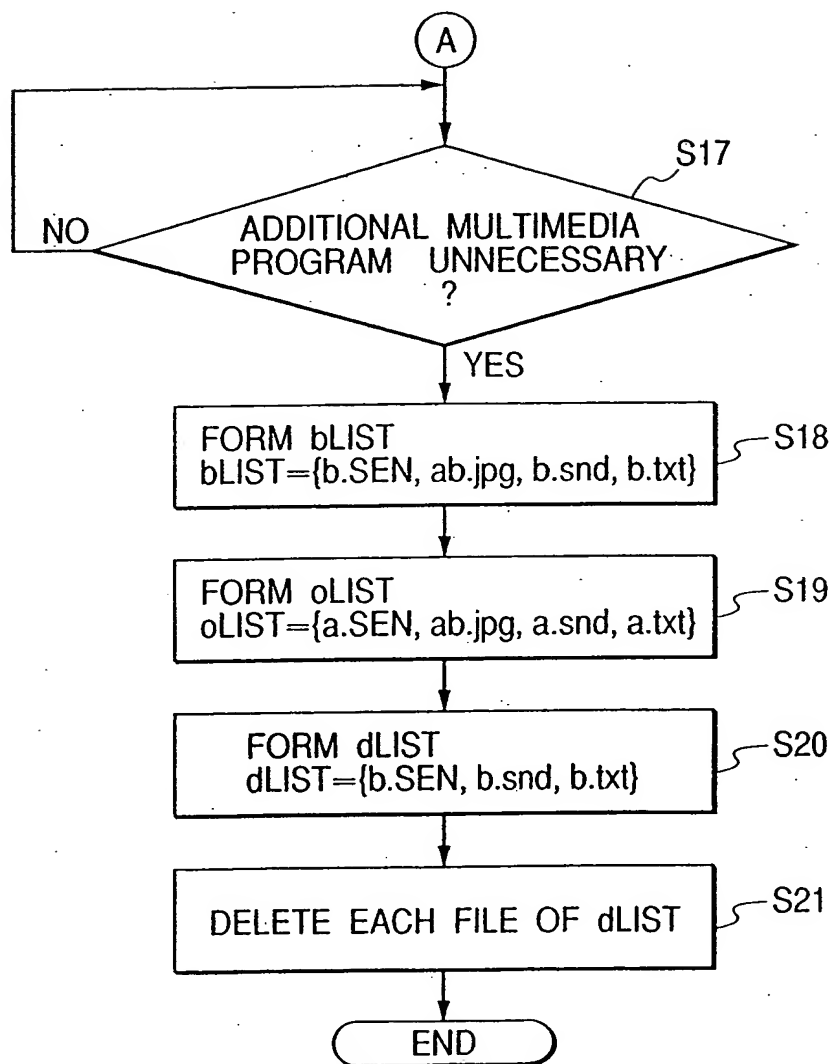 A
S17
NO
ADDITIONAL MULTIMEDIA
PROGRAM UNNECESSARY
?
YES
FORM bLIST
bLIST={b.SEN, ab.jpg, b.snd, b.txt}
S18
FORM oLIST
oLIST={a.SEN, ab.jpg, a.snd, a.txt}
S19
FORM dLIST
dLIST={b.SEN, b.snd, b.txt}
S20
DELETE EACH FILE OF dLIST
S21
END